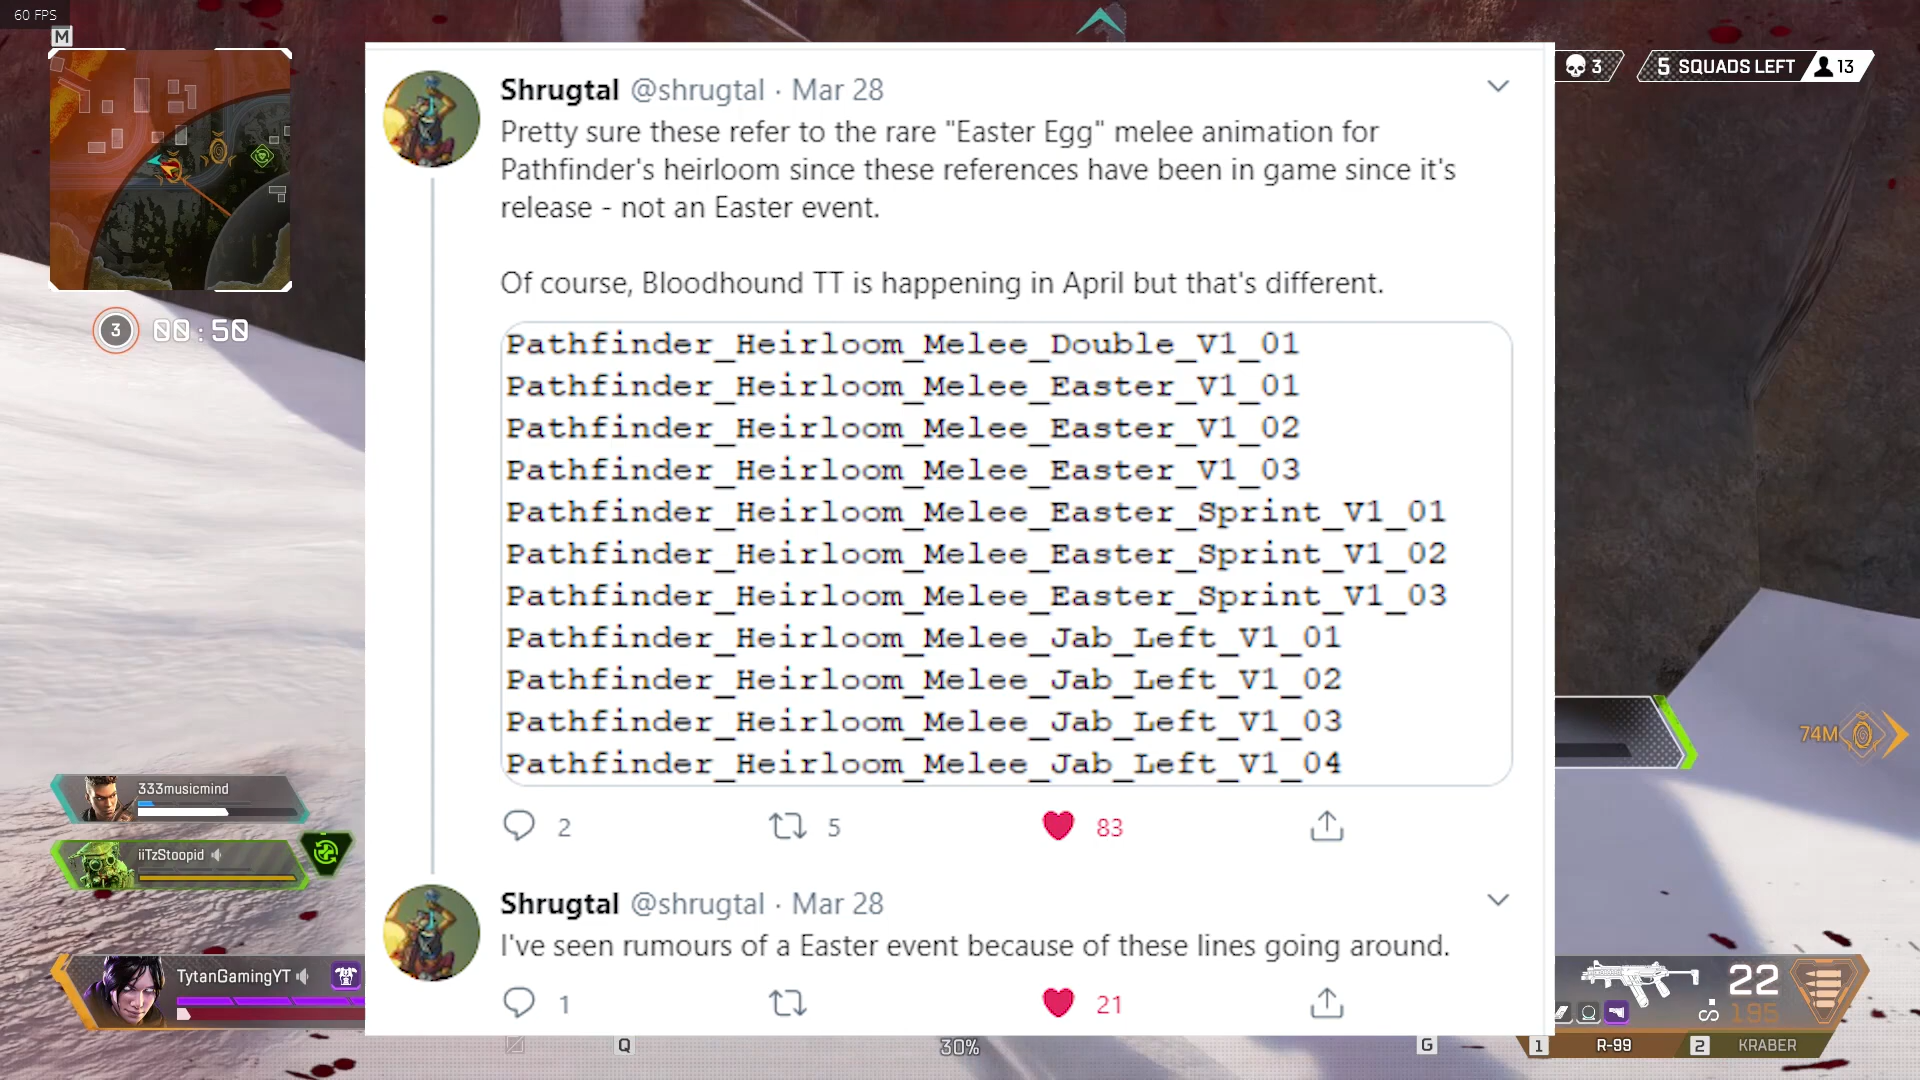 60 FPS
M
3
5 SQUADS LEFT 13
3 00:50
Shrugtal @shrugtal · Mar 28
Pretty sure these refer to the rare "Easter Egg" melee animation for
Pathfinder's heirloom since these references have been in game since it's
release - not an Easter event.
Of course, Bloodhound TT is happening in April but that's different.
Pathfinder_Heirloom_Melee_Double_V1_01
Pathfinder_Heirloom_Melee_Easter_V1_01
Pathfinder_Heirloom_Melee_Easter_V1_02
Pathfinder_Heirloom_Melee_Easter_V1_03
Pathfinder_Heirloom_Melee_Easter_Sprint_V1_01
Pathfinder_Heirloom_Melee_Easter_Sprint_V1_02
Pathfinder_Heirloom_Melee_Easter_Sprint_V1_03
Pathfinder_Heirloom_Melee_Jab_Left_V1_01
Pathfinder_Heirloom_Melee_Jab_Left_V1_02
Pathfinder_Heirloom_Melee_Jab_Left_V1_03
Pathfinder_Heirloom_Melee_Jab_Left_V1_04
2 5 83
Shrugtal @shrugtal · Mar 28
I've seen rumours of a Easter event because of these lines going around.
1 21
74M
333musicmind
iiTzStoopid
TytanGamingYT
22
195
Q 30% G
1 R-99 2 KRABER